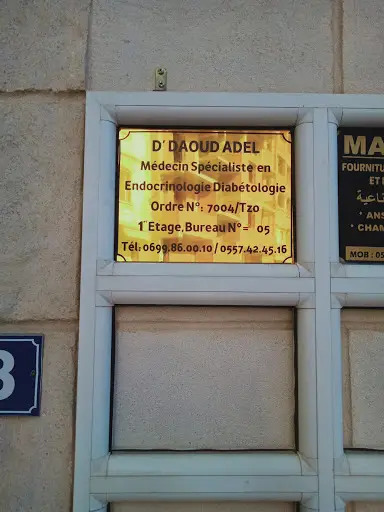 Dʳ DAOUD ADEL
Médecin Spécialiste en
Endocrinologie Diabétologie
Ordre N°: 7004/Tzo
1ᵉʳ Etage, Bureau N°= 05
Tél: 0699.86.00.10 / 0557.42.45.16
MA
FOURNITU
ET
• ANS
• CHAM
MOB : 05
3